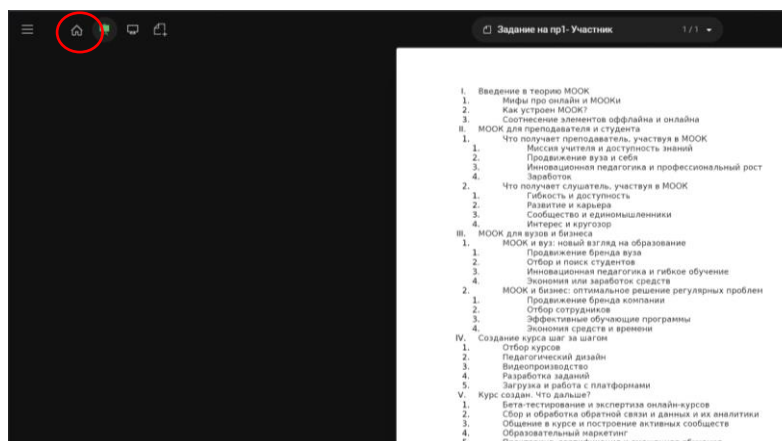 Задание на пр1- Участник 1/1
I. Введение в теорию МООК
1. Мифы про онлайн и МООКи
2. Как устроен МООК?
3. Соотнесение элементов оффлайна и онлайна
II. МООК для преподавателя и студента
1. Что получает преподаватель, участвуя в МООК
1. Миссия учителя и доступность знаний
2. Продвижение вуза и себя
3. Инновационная педагогика и профессиональный рост
4. Заработок
2. Что получает слушатель, участвуя в МООК
1. Гибкость и доступность
2. Развитие и карьера
3. Сообщество и единомышленники
4. Интерес и кругозор
III. МООК для вузов и бизнеса
1. МООК и вуз: новый взгляд на образование
1. Продвижение бренда вуза
2. Отбор и поиск студентов
3. Инновационная педагогика и гибкое обучение
4. Экономия или заработок средств
2. МООК и бизнес: оптимальное решение регулярных проблем
1. Продвижение бренда компании
2. Отбор сотрудников
3. Эффективные обучающие программы
4. Экономия средств и времени
IV. Создание курса шаг за шагом
1. Отбор курсов
2. Педагогический дизайн
3. Видеопроизводство
4. Разработка заданий
5. Загрузка и работа с платформами
V. Курс создан. Что дальше?
1. Бета-тестирование и экспертиза онлайн-курсов
2. Сбор и обработка обратной связи и данных и их аналитики
3. Общение в курсе и построение активных сообществ
4. Образовательный маркетинг